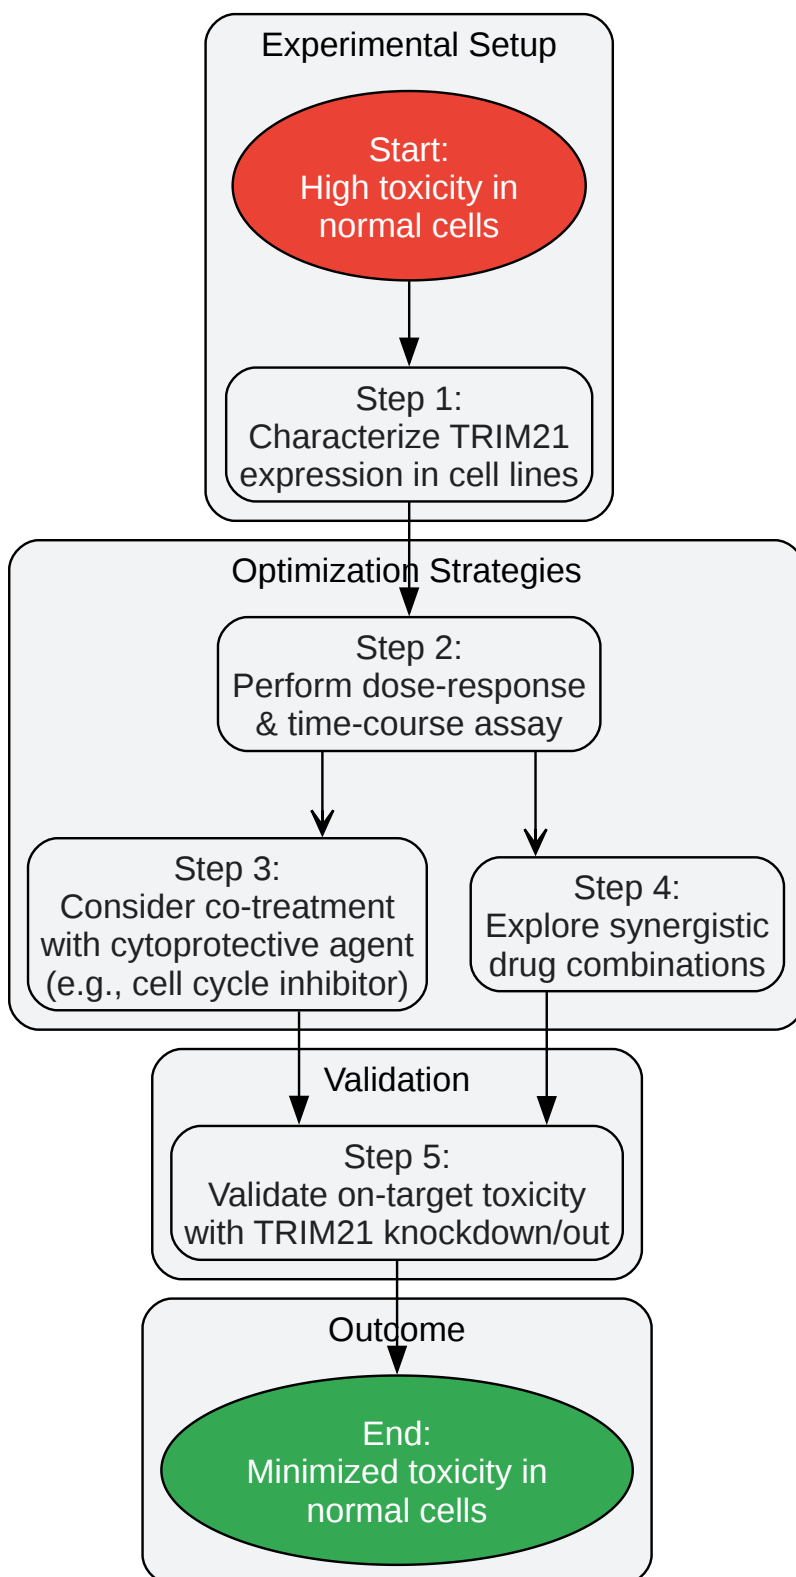 Experimental Setup
Start:
High toxicity in
normal cells
Step 1:
Characterize TRIM21
expression in cell lines
Optimization Strategies
Step 2:
Perform dose-response
& time-course assay
Step 3:
Consider co-treatment
with cytoprotective agent
(e.g., cell cycle inhibitor)
Step 4:
Explore synergistic
drug combinations
Validation
Step 5:
Validate on-target toxicity
with TRIM21 knockdown/out
Outcome
End:
Minimized toxicity in
normal cells